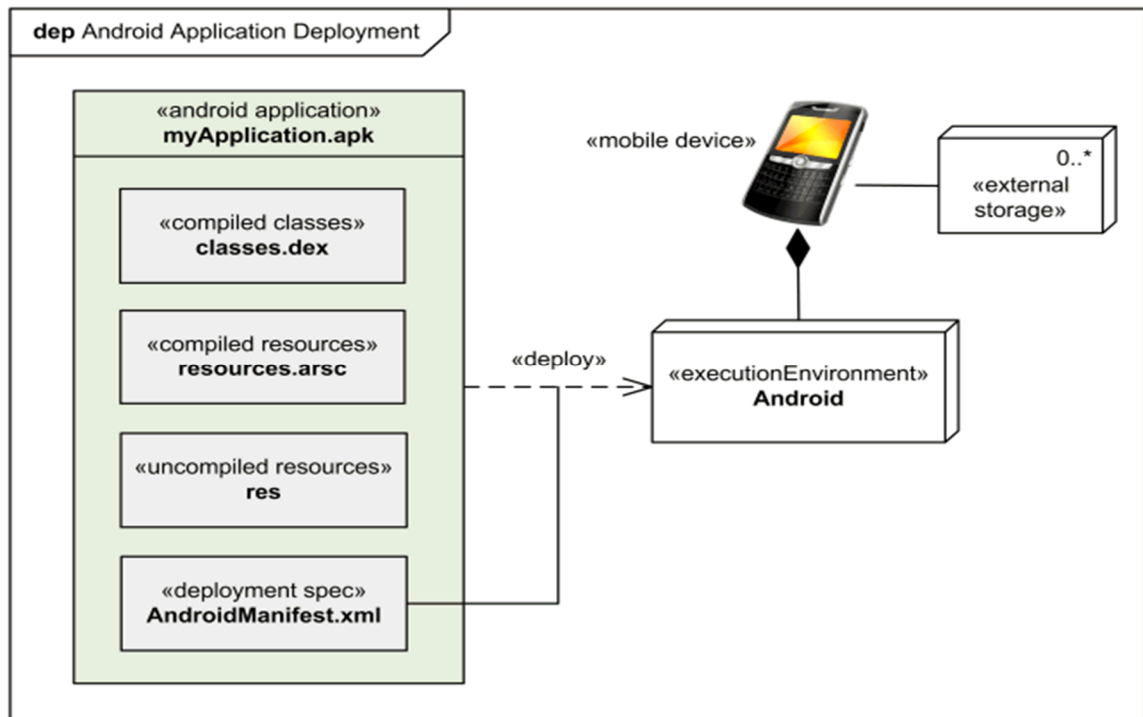 dep Android Application Deployment
«android application»
myApplication.apk
«compiled classes»
classes.dex
«compiled resources»
resources.arsc
«uncompiled resources»
res
«deployment spec»
AndroidManifest.xml
«deploy»
«mobile device»
0..*
«external
storage»
«executionEnvironment»
Android